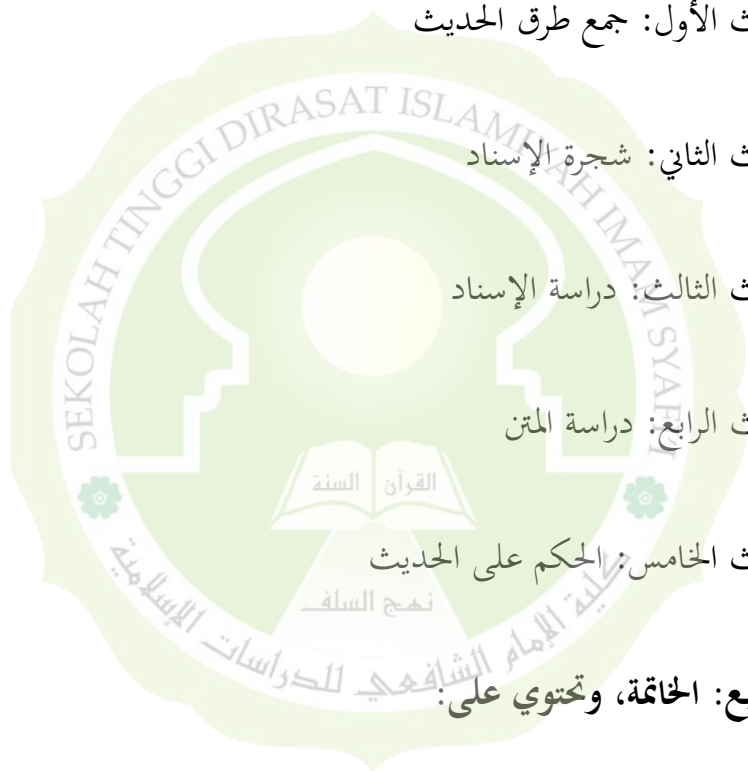 ث الأول: جمع طرق الحديث
ث الثاني: شجرة الإسناد
ث الثالث: دراسة الإسناد
ث الرابع: دراسة المتن
ث الخامس: الحكم على الحديث
ع: الخاتمة، وتحتوي على:
SEKOLAH TINGGI DIRASAT ISLAMIYAH IMAM SYAFI'I
القرآن السنة
نهج السلف
كلية الإمام الشافعي للدراسات الإسلامية